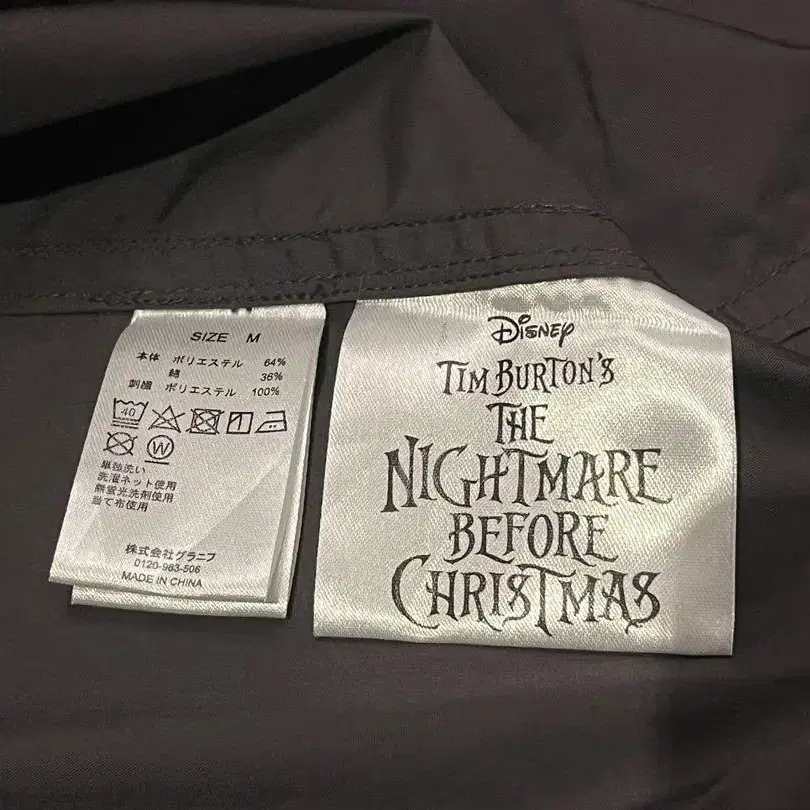 SIZE M
本体 ポリエステル 64%
綿 36%
刺繍 ポリエステル 100%
40
W
単独洗い
洗濯ネット使用
無蛍光洗剤使用
当て布使用
株式会社グラニフ
0120-983-506
MADE IN CHINA
Disney
TIM BURTON'S
THE
NIGHTMARE
BEFORE
CHRISTMAS